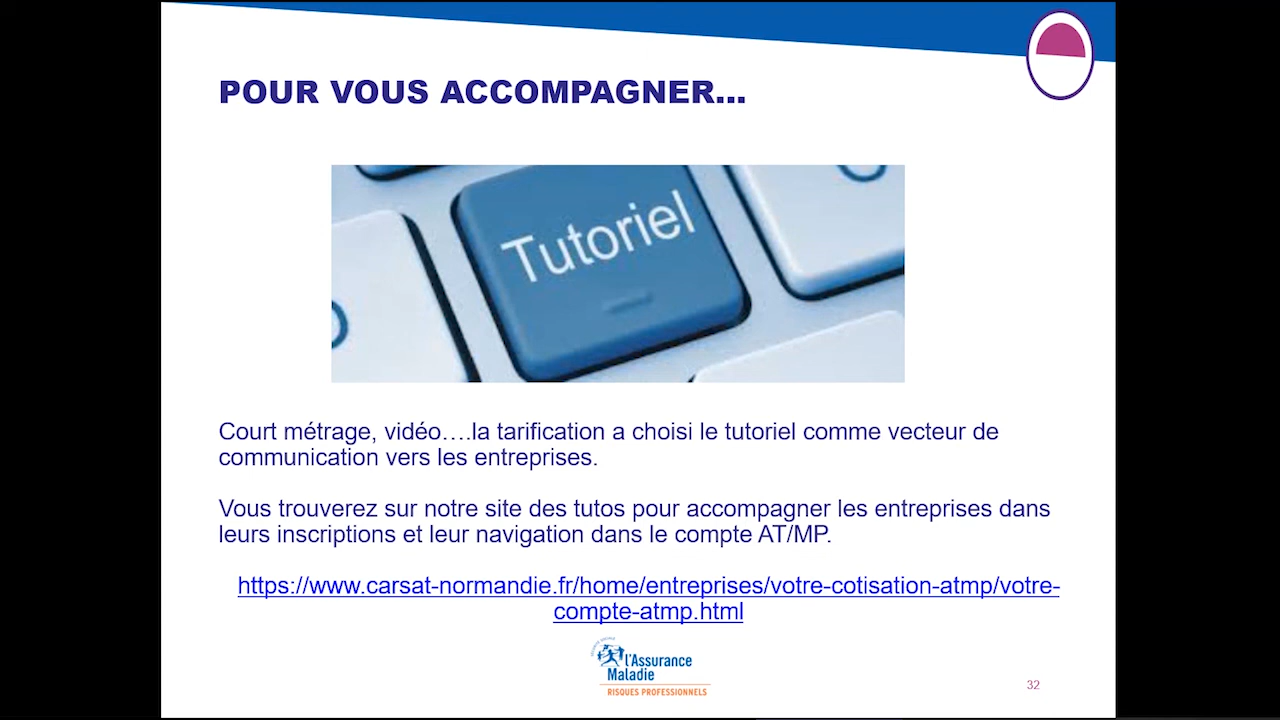 POUR VOUS ACCOMPAGNER...
Tutoriel
Court métrage, vidéo….la tarification a choisi le tutoriel comme vecteur de
communication vers les entreprises.
Vous trouverez sur notre site des tutos pour accompagner les entreprises dans
leurs inscriptions et leur navigation dans le compte AT/MP.
https://www.carsat-normandie.fr/home/entreprises/votre-cotisation-atmp/votre-
compte-atmp.html
l'Assurance
Maladie
RISQUES PROFESSIONNELS
32